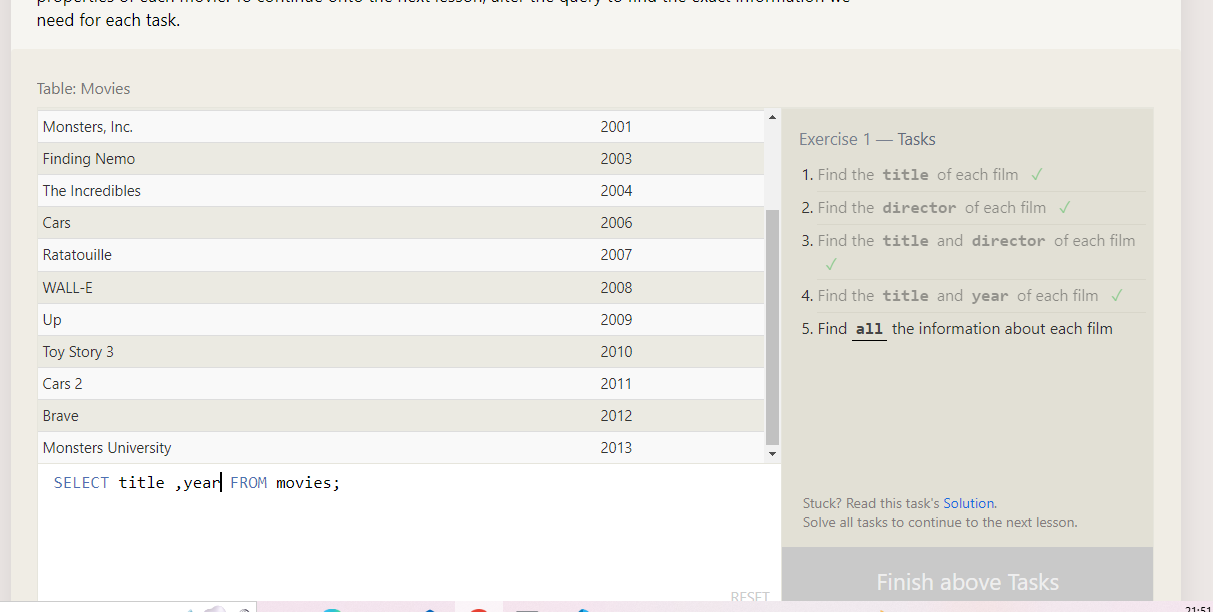 need for each task.
Table: Movies
Monsters, Inc. 2001
Finding Nemo 2003
The Incredibles 2004
Cars 2006
Ratatouille 2007
WALL-E 2008
Up 2009
Toy Story 3 2010
Cars 2 2011
Brave 2012
Monsters University 2013
SELECT title ,year FROM movies;
RESET
Exercise 1 — Tasks
1. Find the title of each film ✓
2. Find the director of each film ✓
3. Find the title and director of each film
✓
4. Find the title and year of each film ✓
5. Find all the information about each film
Stuck? Read this task's Solution.
Solve all tasks to continue to the next lesson.
Finish above Tasks
21:51